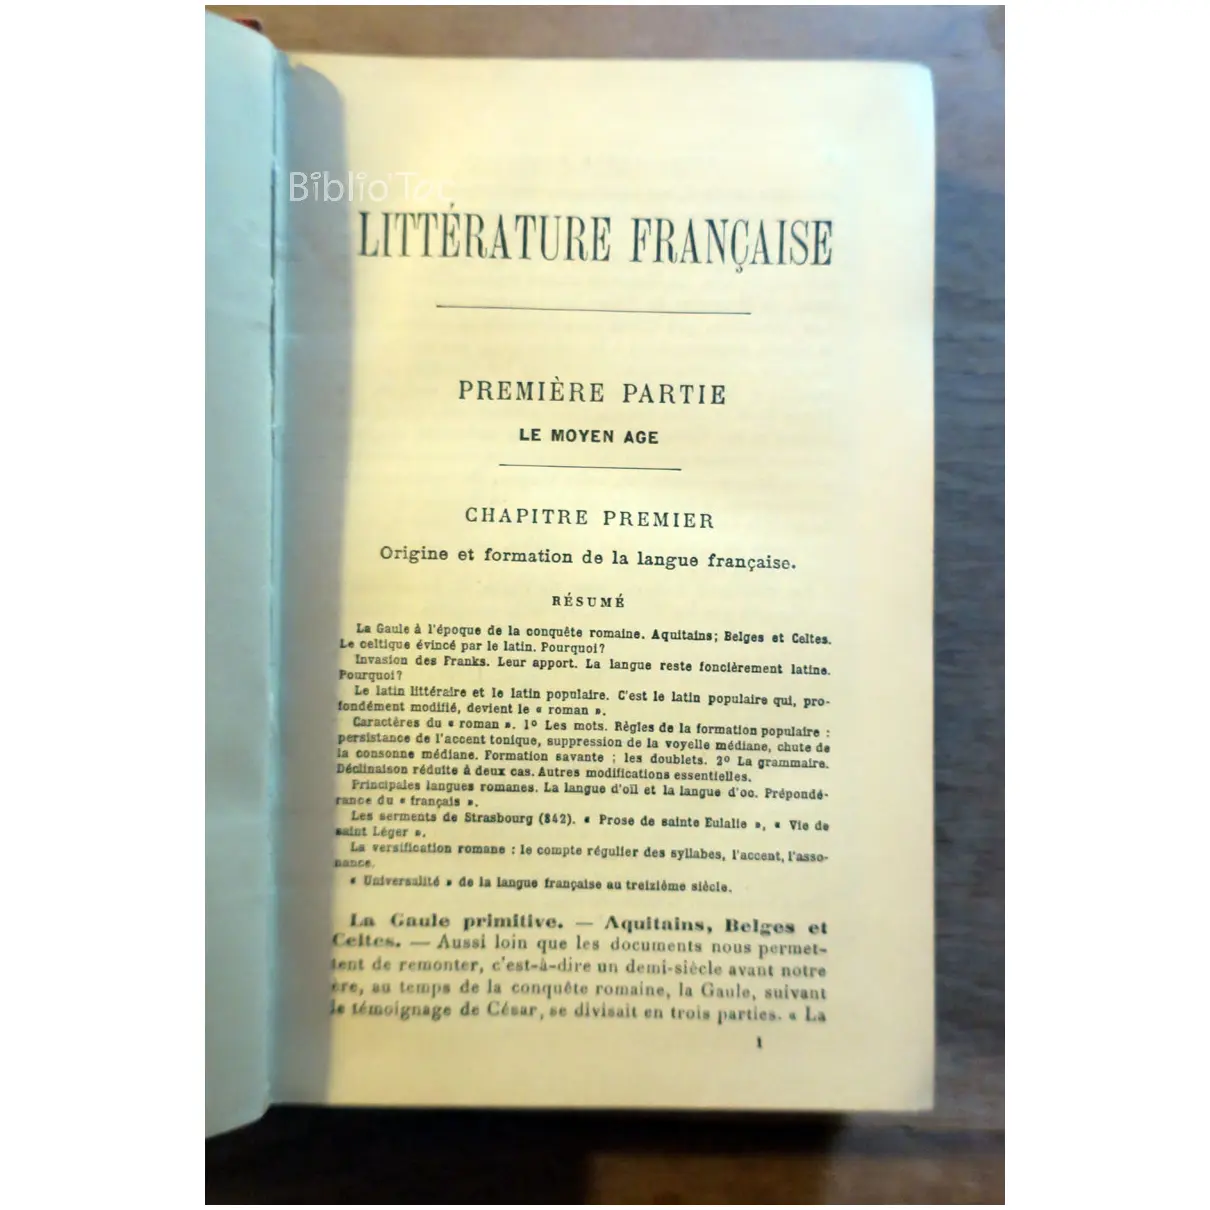 Biblio'Tac
LITTÉRATURE FRANÇAISE
PREMIÈRE PARTIE
LE MOYEN AGE
CHAPITRE PREMIER
Origine et formation de la langue française.
RÉSUMÉ
La Gaule à l'époque de la conquête romaine. Aquitains; Belges et Celtes.
Le celtique évincé par le latin. Pourquoi?
Invasion des Franks. Leur apport. La langue reste foncièrement latine.
Pourquoi?
Le latin littéraire et le latin populaire. C'est le latin populaire qui, pro-
fondément modifié, devient le « roman ».
Caractères du « roman ». 1º Les mots. Règles de la formation populaire :
persistance de l'accent tonique, suppression de la voyelle médiane, chute de
la consonne médiane. Formation savante ; les doublets. 2º La grammaire.
Déclinaison réduite à deux cas. Autres modifications essentielles.
Principales langues romanes. La langue d'oïl et la langue d'oc. Prépondé-
rance du « français ».
Les serments de Strasbourg (842). « Prose de sainte Eulalie », « Vie de
saint Léger ».
La versification romane : le compte régulier des syllabes, l'accent, l'asso-
nance.
« Universalité » de la langue française au treizième siècle.
La Gaule primitive. — Aquitains, Belges et
Celtes. — Aussi loin que les documents nous permet-
tent de remonter, c'est-à-dire un demi-siècle avant notre
ère, au temps de la conquête romaine, la Gaule, suivant
le témoignage de César, se divisait en trois parties. « La
1